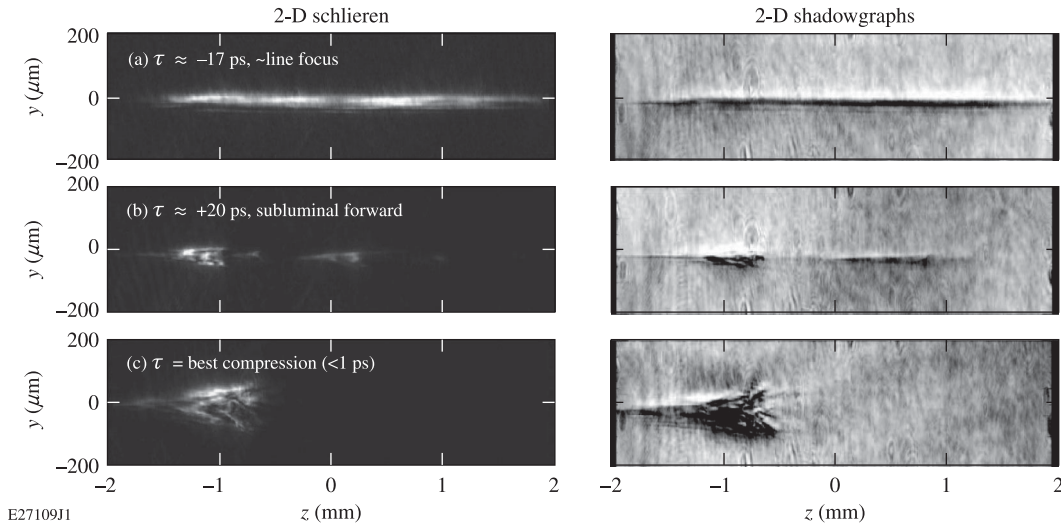 2-D schlieren
2-D shadowgraphs
200
0
−200
y (μm)
(a) τ ≈ −17 ps, ~line focus
200
0
−200
y (μm)
(b) τ ≈ +20 ps, subluminal forward
200
0
−200
y (μm)
(c) τ = best compression (<1 ps)
−2 −1 0 1 2
z (mm)
−2 −1 0 1 2
z (mm)
E27109J1